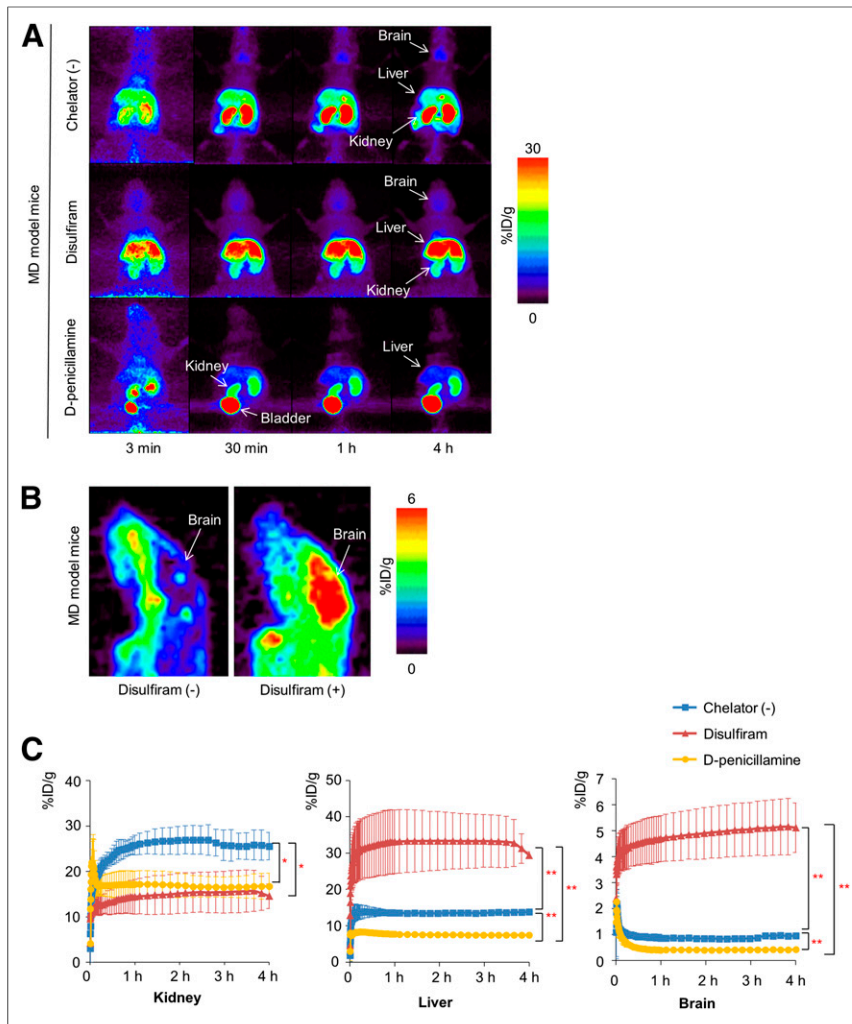 A
MD model mice
Chelator (-)
Brain
Liver
Kidney
Disulfiram
Brain
Liver
Kidney
D-penicillamine
Kidney
Bladder
Liver
3 min 30 min 1 h 4 h
30
%ID/g
0
B
MD model mice
Brain
Brain
Disulfiram (-) Disulfiram (+)
6
%ID/g
0
Chelator (-)
Disulfiram
D-penicillamine
C
%ID/g
40
30
20
10
0
0 1 h 2 h 3 h 4 h
* *
Kidney
%ID/g
50
40
30
20
10
0
0 1 h 2 h 3 h 4 h
** ** **
Liver
%ID/g
7
6
5
4
3
2
1
0
0 1 h 2 h 3 h 4 h
** ** **
Brain